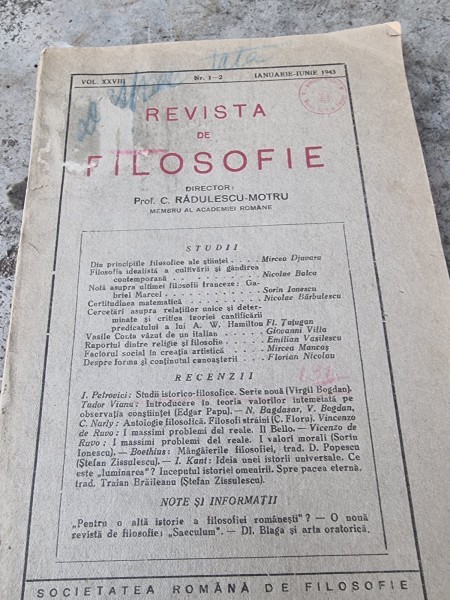 VOL. XXVIII Nr. 1-2 IANUARIE-IUNIE 1943
REVISTA
DE
FILOSOFIE
DIRECTOR:
Prof. C. RĂDULESCU-MOTRU
MEMBRU AL ACADEMIEI ROMÂNE
STUDII
Din principiile filosofice ale științei . . . . Mircea Djuvara
Filosofia idealistă a cultivării și gândirea
contemporană . . . . . . . . . Nicolae Balca
Notă asupra ultimei filosofii franceze: Ga-
briel Marcel . . . . . . . . . . Sorin Ionescu
Certitudinea matematică . . . . . . . Nicolae Bărbulescu
Cercetări asupra relațiilor unice și deter-
minate și critica teoriei cantificării
predicatului a lui A. W. Hamilton Fl. Țuțugan
Vasile Conta văzut de un italian . . . . . Giovanni Villa
Raportul dintre religie și filosofie . . . . Emilian Vasilescu
Factorul social în creația artistică . . . . Mircea Mancaș
Despre forma și conținutul canoașterii . . . Florian Nicolau
RECENZII
I. Petrovici: Studii istorico-filosofice. Serie nouă (Virgil Bogdan).
Tudor Vianu: Introducere în teoria valorilor întemeiată pe
observația conștiinței (Edgar Papu). — N. Bagdasar, V. Bogdan,
C. Narly: Antologie filosofică. Filosofi străini (C. Floru). Vincenzo
de Ruvo: I massimi problemi del reale. Il Bello. — Vicenzo de
Ruvo: I massimi problemi del reale. I valori morali (Sorin
Ionescu). — Boethius: Mângâierile filosofiei, trad. D. Popescu
(Ștefan Zissulescu). — I. Kant: Ideia unei istorii universale. Ce
este „luminarea"? Inceputul istoriei omenirii. Spre pacea eternă,
trad. Traian Brăileanu (Ștefan Zissulescu).
NOTE ȘI INFORMAȚII
„Pentru o altă istorie a filosofiei românești"? — O nouă
revistă de filosofie: „Saeculum". — Dl. Blaga și arta oratorică.
SOCIETATEA ROMÂNĂ DE FILOSOFIE